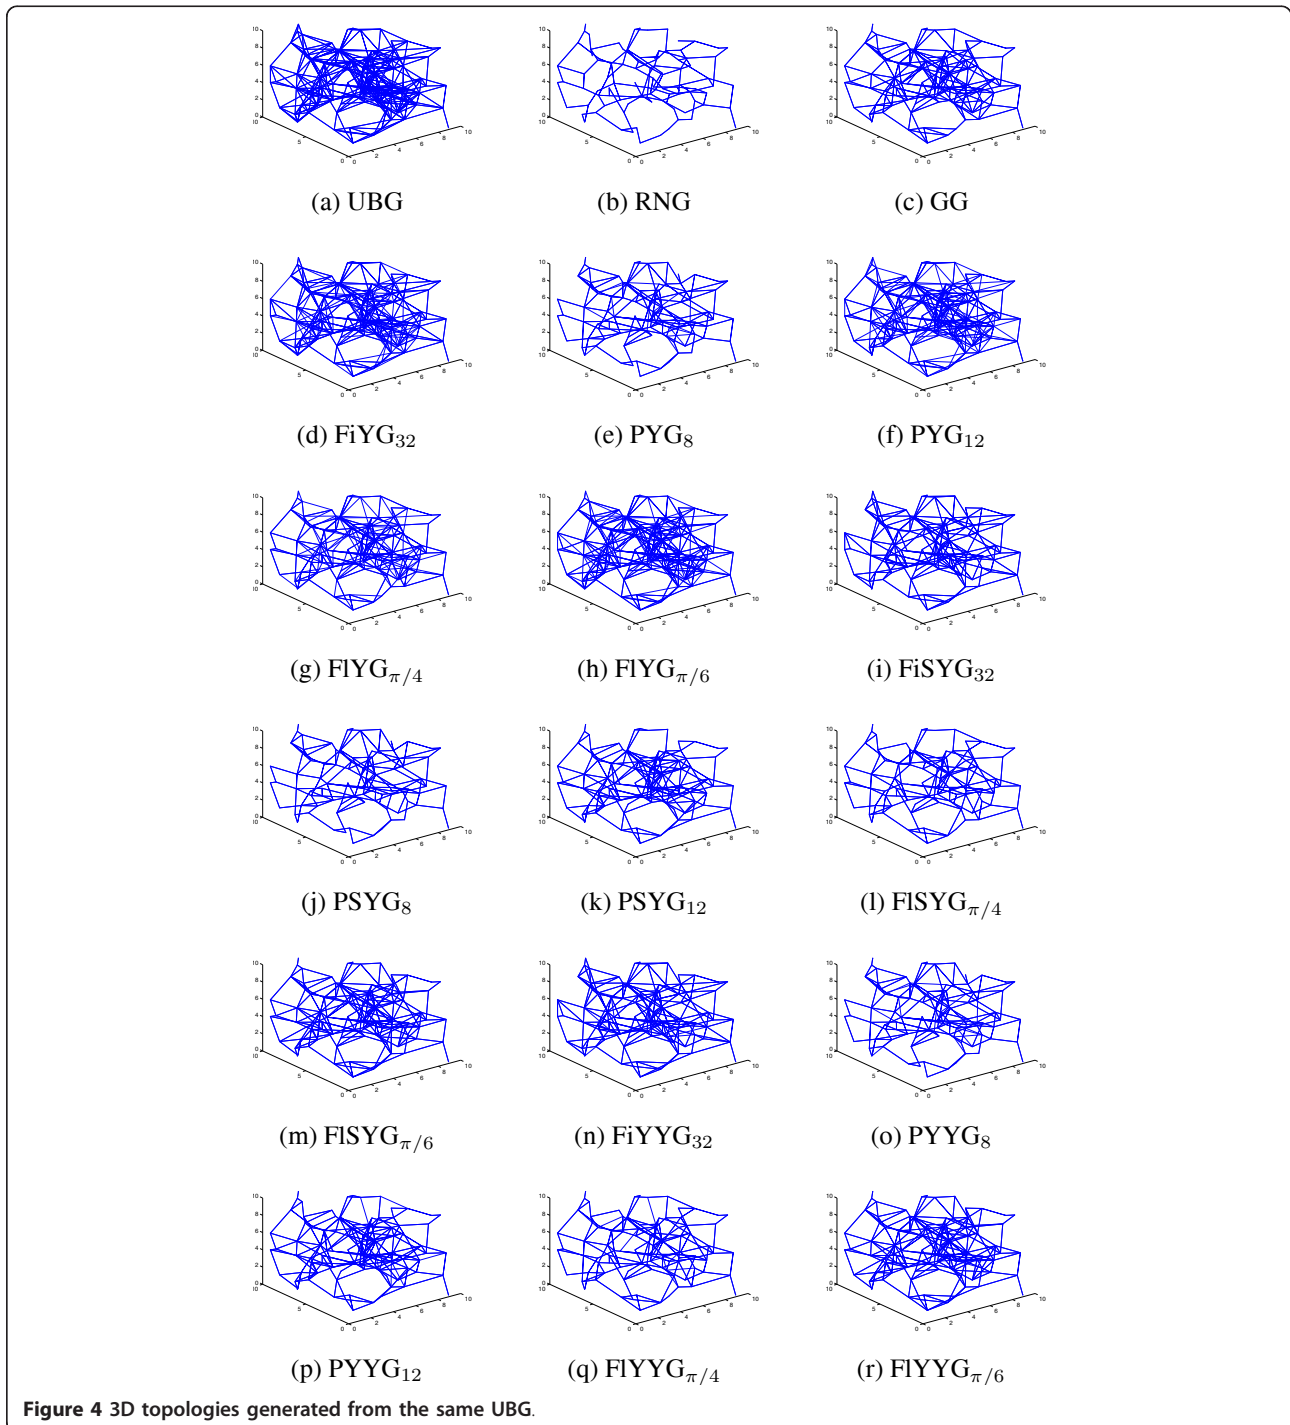 (a) UBG
(b) RNG
(c) GG
(d) FiYG32
(e) PYG8
(f) PYG12
(g) FlYGπ/4
(h) FlYGπ/6
(i) FiSYG32
(j) PSYG8
(k) PSYG12
(l) FlSYGπ/4
(m) FlSYGπ/6
(n) FiYYG32
(o) PYYG8
(p) PYYG12
(q) FlYYGπ/4
(r) FlYYGπ/6
Figure 4 3D topologies generated from the same UBG.